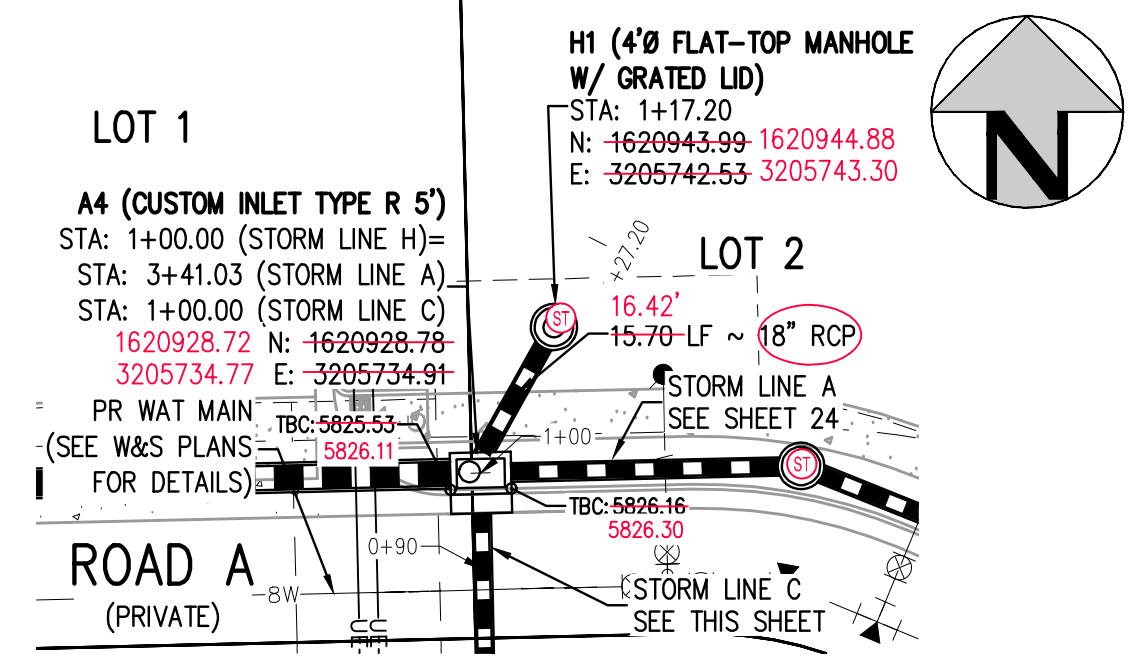 H1 (4'Ø FLAT-TOP MANHOLE
W/ GRATED LID)
STA: 1+17.20
N: 1620943.99 1620944.88
E: 3205742.53 3205743.30
N
LOT 1
A4 (CUSTOM INLET TYPE R 5')
STA: 1+00.00 (STORM LINE H)=
STA: 3+41.03 (STORM LINE A)
STA: 1+00.00 (STORM LINE C)
1620928.72 N: 1620928.78
3205734.77 E: 3205734.91
+27.20
LOT 2
ST
16.42'
15.70 LF ~ 18" RCP
STORM LINE A
SEE SHEET 24
PR WAT MAIN
(SEE W&S PLANS
FOR DETAILS)
TBC: 5825.53
5826.11
1+00
ST
TBC: 5826.16
5826.30
ROAD A
(PRIVATE)
0+90
8W
STORM LINE C
SEE THIS SHEET